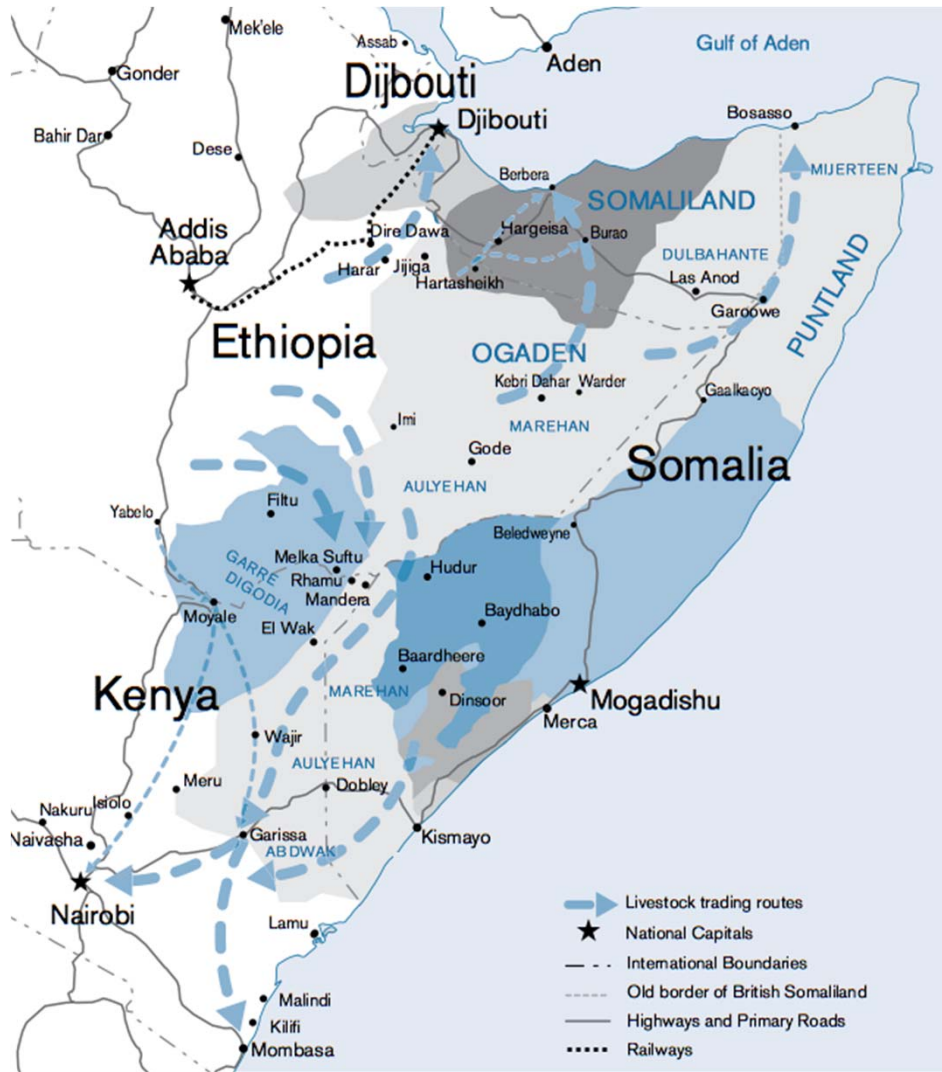 Mek'ele
Assab
Gulf of Aden
Gonder
Aden
Dijbouti
Bahir Dar
Djibouti
Bosasso
Dese
Berbera
MIJERTEEN
SOMALILAND
Addis
Ababa
Dire Dawa
Hargeisa
Burao
DULBAHANTE
Harar
Jijiga
Hartasheikh
Las Anod
Garoowe
PUNTLAND
Ethiopia
OGADEN
Kebri Dahar
Warder
Gaalkacyo
Imi
MAREHAN
Gode
Somalia
AULYEHAN
Filtu
Yabelo
Beledweyne
GARRE
DIGODIA
Melka Suftu
Rhamu
Mandera
Hudur
Moyale
Baydhabo
El Wak
Baardheere
Kenya
MAREHAN
Dinsoor
Mogadishu
Merca
Wajir
AULYEHAN
Meru
Dobley
Nakuru
Isiolo
Naivasha
Garissa
Kismayo
ABDWAK
Nairobi
Lamu
Malindi
Kilifi
Mombasa
Livestock trading routes
National Capitals
International Boundaries
Old border of British Somaliland
Highways and Primary Roads
Railways